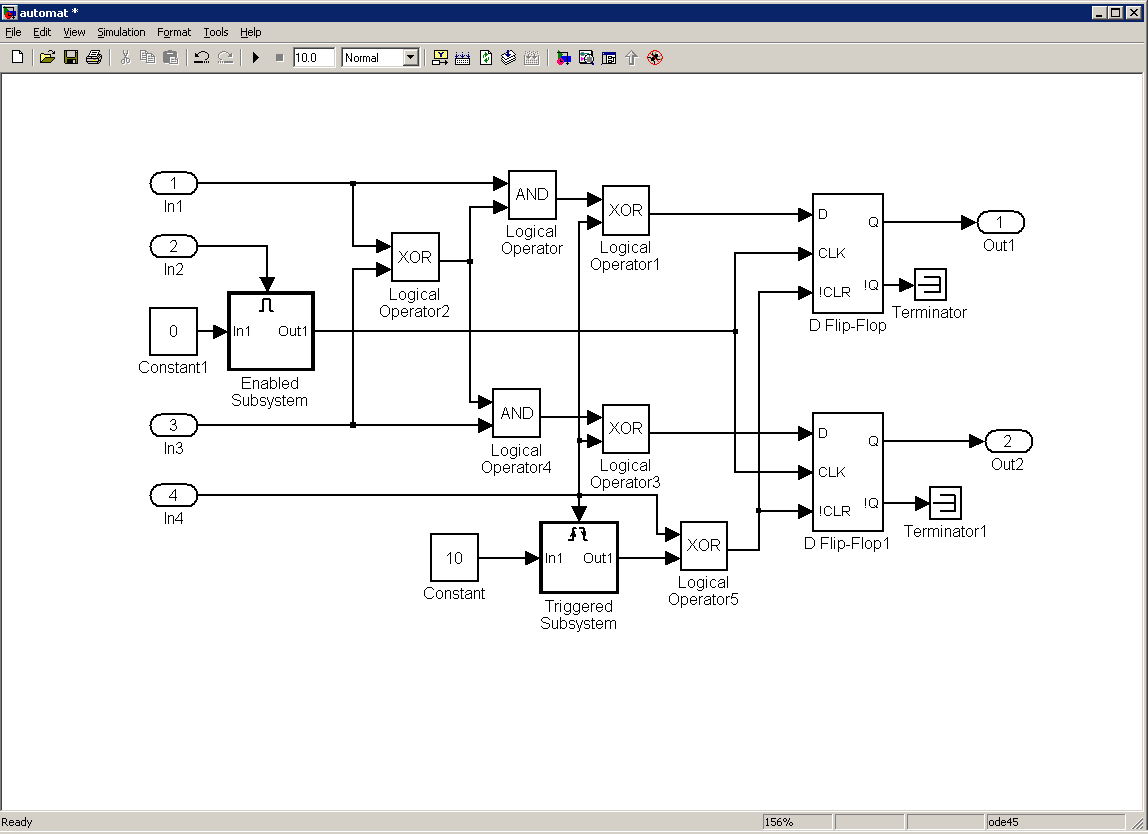 automat *
File Edit View Simulation Format Tools Help
10.0 Normal
1
In1
2
In2
0
Constant1
In1 Out1
Enabled
Subsystem
3
In3
4
In4
XOR
Logical
Operator2
AND
Logical
Operator
XOR
Logical
Operator1
AND
Logical
Operator4
XOR
Logical
Operator3
10
Constant
In1 Out1
Triggered
Subsystem
XOR
Logical
Operator5
D Q
CLK
!CLR !Q
D Flip-Flop
1
Out1
Terminator
D Q
CLK
!CLR !Q
D Flip-Flop1
2
Out2
Terminator1
Ready 156% ode45